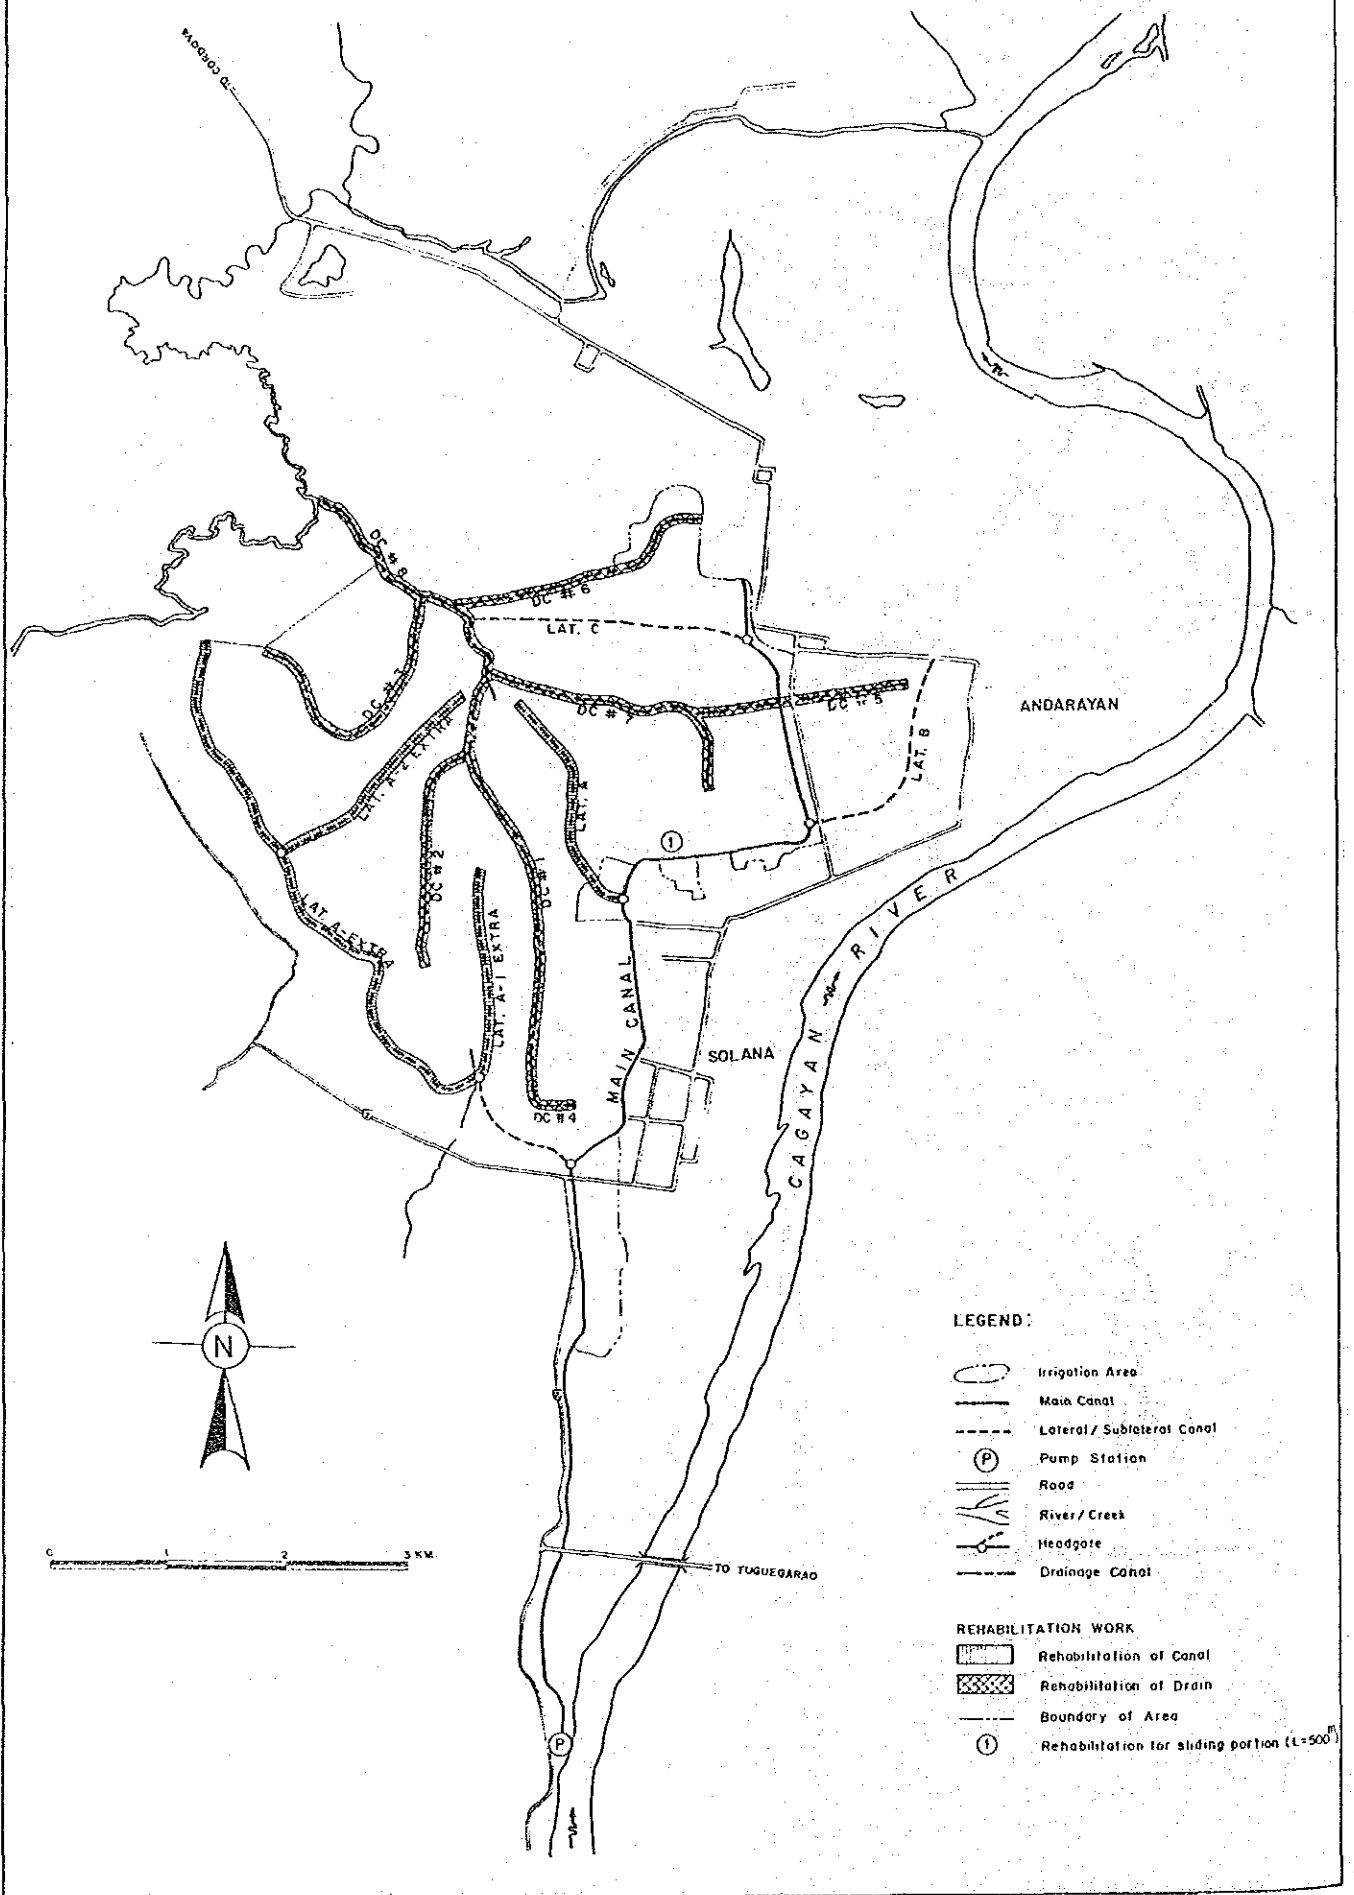 TO CORDOVA
DC # 8
DC # 6
LAT. C
DC # 7
DC # 5
DC # 3
LAT. A-2 EXTRA
LAT. A
LAT. B
ANDARAYAN
1
DC # 2
DC # 1
LAT. A-EXTRA
LAT. A-1 EXTRA
MAIN CANAL
SOLANA
CAGAYAN RIVER
DC # 4
N
0 1 2 3 KM.
TO TUGUEGARAO
P
LEGEND:
Irrigation Area
Main Canal
Lateral / Sublateral Canal
P Pump Station
Road
River / Creek
Headgate
Drainage Canal
REHABILITATION WORK
Rehabilitation of Canal
Rehabilitation of Drain
Boundary of Area
1 Rehabilitation for sliding portion (L=500m)